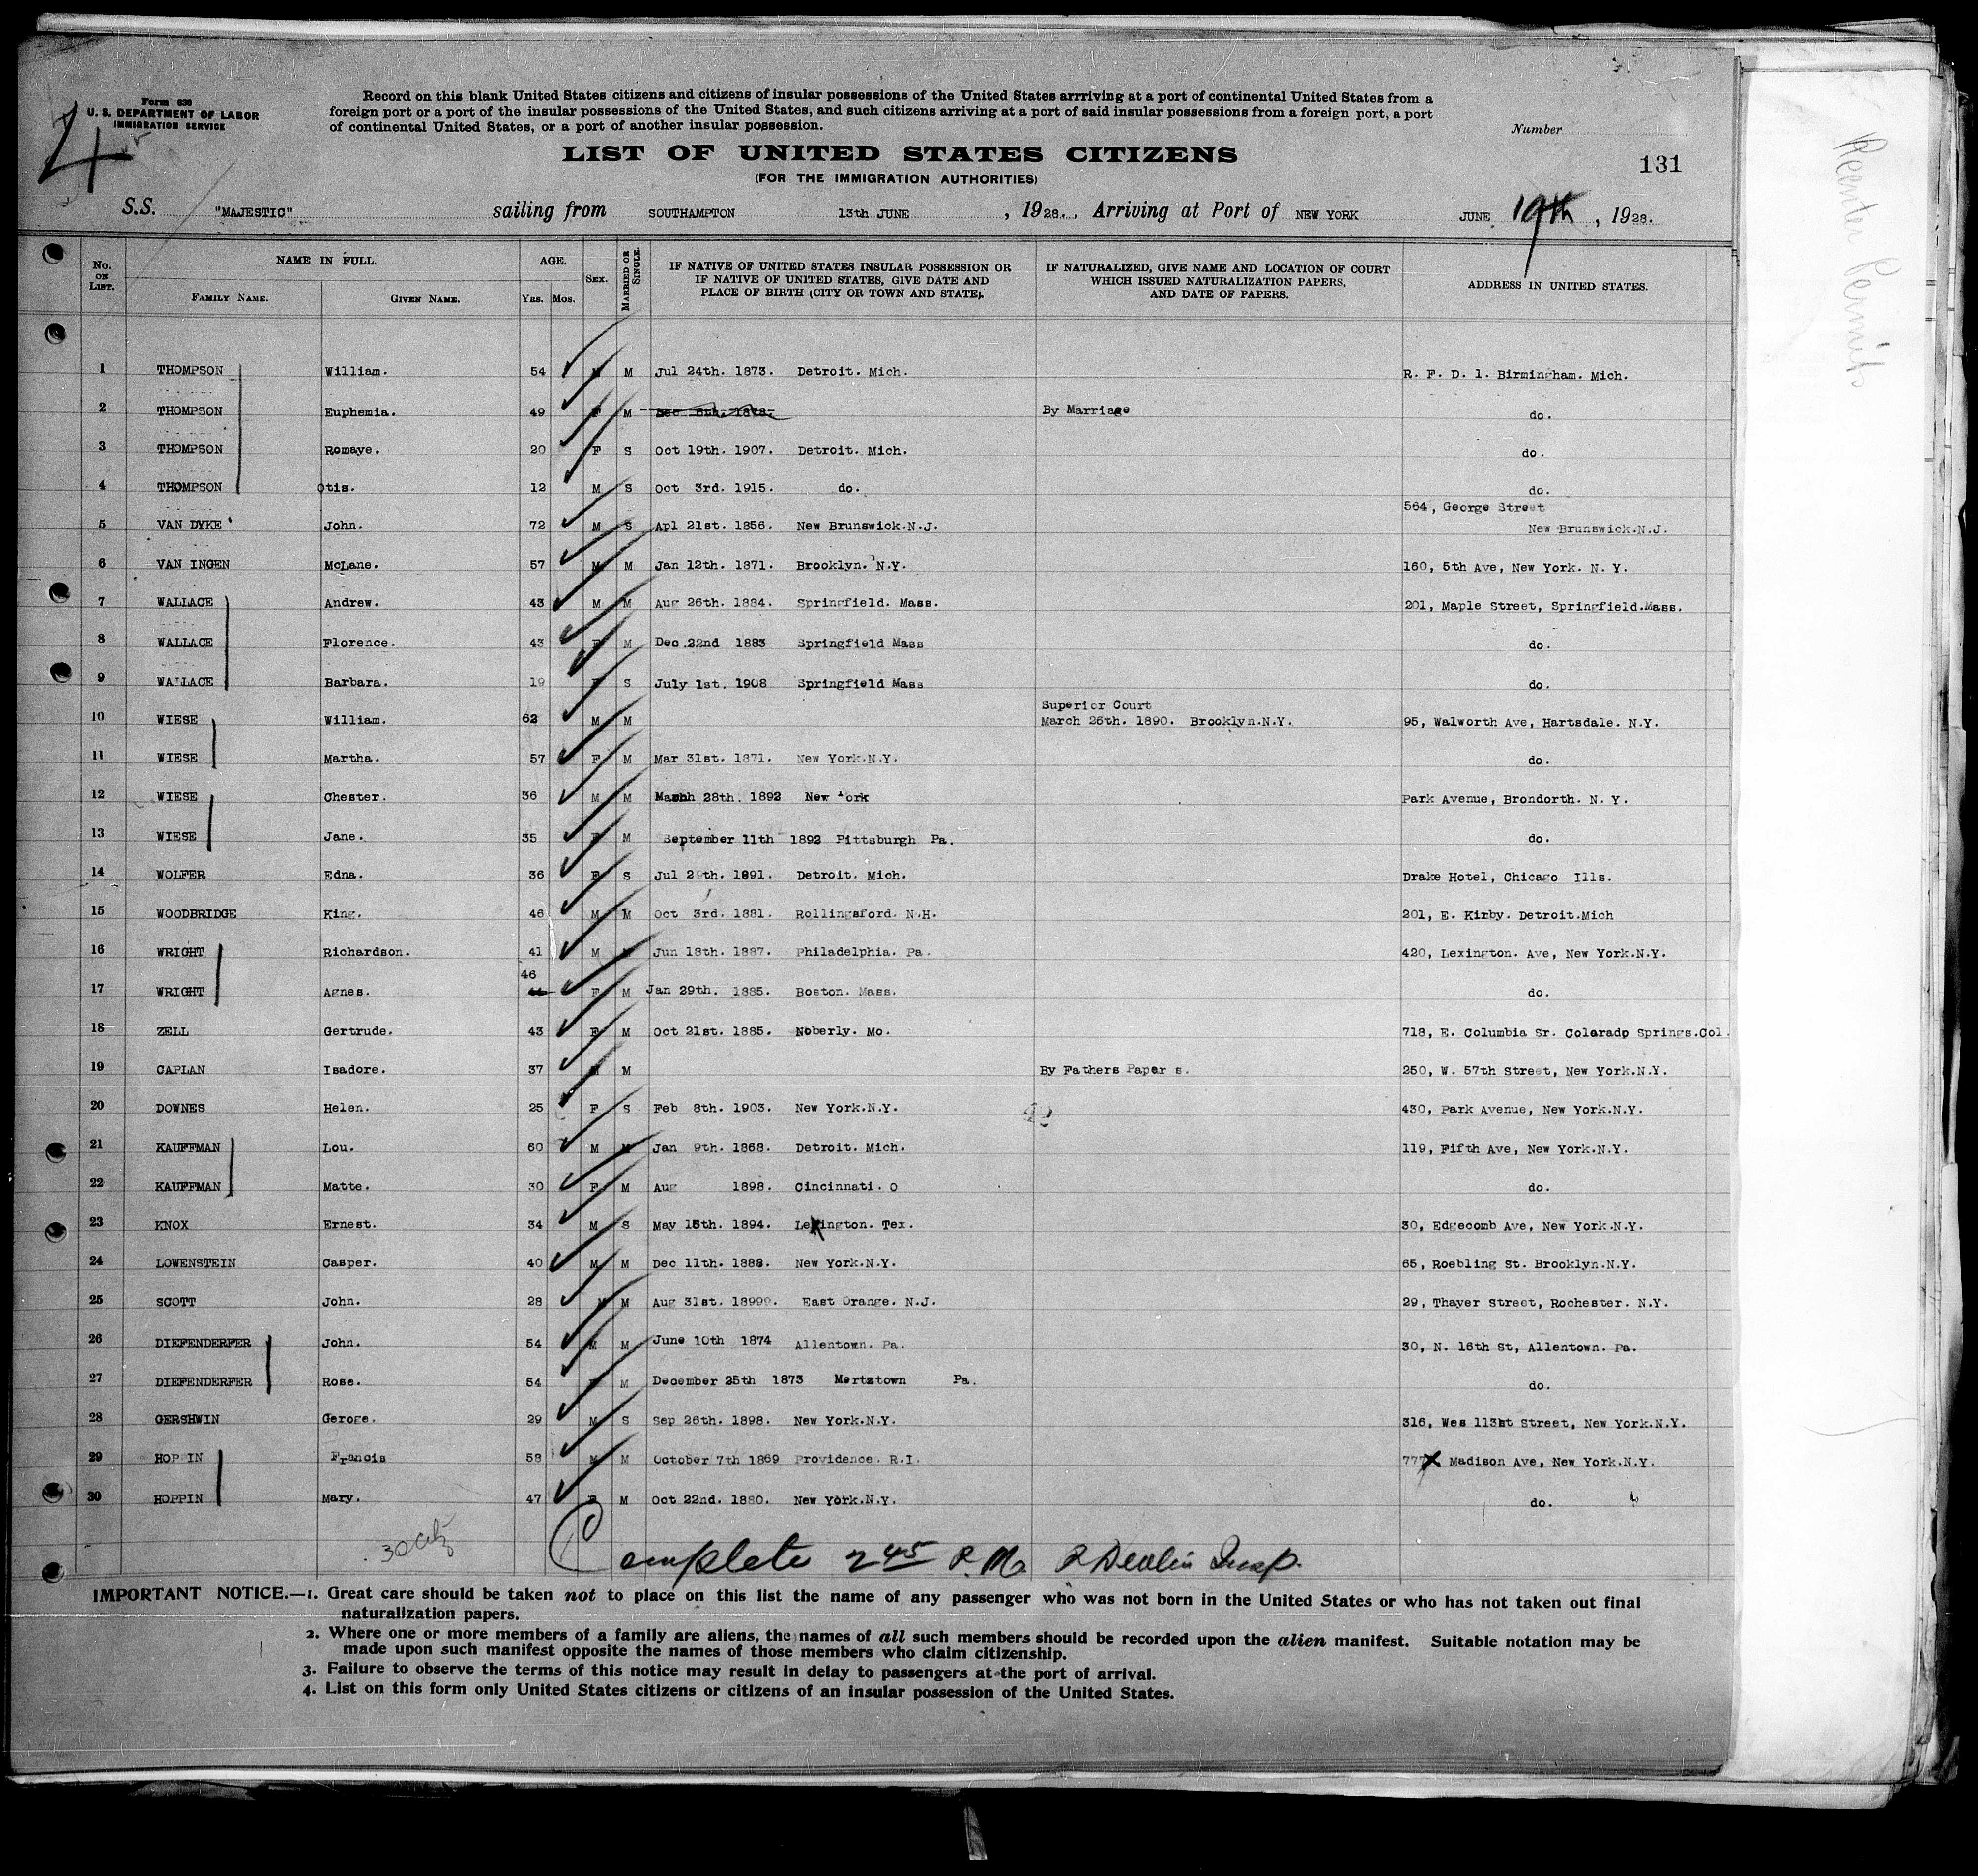 Form 630
U. S. DEPARTMENT OF LABOR
IMMIGRATION SERVICE
4
Record on this blank United States citizens and citizens of insular possessions of the United States arrriving at a port of continental United States from a
foreign port or a port of the insular possessions of the United States, and such citizens arriving at a port of said insular possessions from a foreign port, a port
of continental United States, or a port of another insular possession.
Number
LIST OF UNITED STATES CITIZENS
131
(FOR THE IMMIGRATION AUTHORITIES)
S.S. "MAJESTIC" sailing from SOUTHAMPTON 13th JUNE , 1928. , Arriving at Port of NEW YORK JUNE 19th , 1928.
No. ON LIST. NAME IN FULL. FAMILY NAME. GIVEN NAME. AGE. Yrs. Mos. SEX. MARRIED OR SINGLE. IF NATIVE OF UNITED STATES INSULAR POSSESSION OR IF NATIVE OF UNITED STATES, GIVE DATE AND PLACE OF BIRTH (CITY OR TOWN AND STATE). IF NATURALIZED, GIVE NAME AND LOCATION OF COURT WHICH ISSUED NATURALIZATION PAPERS, AND DATE OF PAPERS. ADDRESS IN UNITED STATES.
1 THOMPSON William. 54 M M Jul 24th. 1873. Detroit. Mich. R. F. D. 1. Birmingham. Mich.
2 THOMPSON Euphemia. 49 F M By Marriage do.
3 THOMPSON Romaye. 20 F S Oct 19th. 1907. Detroit. Mich. do.
4 THOMPSON Otis. 12 M S Oct 3rd. 1915. do. do.
5 VAN DYKE John. 72 M S Apl 21st. 1856. New Brunswick.N.J. 564, George Street
New Brunswick.N.J.
6 VAN INGEN McLane. 57 M M Jan 12th. 1871. Brooklyn. N.Y. 160, 5th Ave, New York. N. Y.
7 WALLACE Andrew. 43 M M Aug 26th. 1884. Springfield. Mass. 201, Maple Street, Springfield.Mass.
8 WALLACE Florence. 43 F M Dec 22nd 1883 Springfield Mass do.
9 WALLACE Barbara. 19 F S July 1st. 1908 Springfield Mass do.
10 WIESE William. 62 M M Superior Court
March 26th. 1890. Brooklyn.N.Y. 95, Walworth Ave, Hartsdale. N.Y.
11 WIESE Martha. 57 F M Mar 31st. 1871. New York.N.Y. do.
12 WIESE Chester. 36 M M 28th. 1892 New York Park Avenue, Brondorth. N. Y.
13 WIESE Jane. 35 F M September 11th 1892 Pittsburgh Pa. do.
14 WOLFER Edna. 36 F S Jul 29th. 1891. Detroit. Mich. Drake Hotel, Chicago Ills.
15 WOODBRIDGE King. 46 M M Oct 3rd. 1881. Rollingsford. N.H. 201, E. Kirby. Detroit.Mich
16 WRIGHT Richardson. 41 M M Jun 18th. 1887. Philadelphia. Pa. 420, Lexington. Ave, New York.N.Y.
17 WRIGHT Agnes. 46 F M Jan 29th. 1885. Boston. Mass. do.
18 ZELL Gertrude. 43 F M Oct 21st. 1885. Noberly. Mo. 718, E. Columbia Sr. Colorado Springs.Col.
19 CAPLAN Isadore. 37 M M By Fathers Paper s. 250, W. 57th Street, New York.N.Y.
20 DOWNES Helen. 25 F S Feb 8th. 1903. New York.N.Y. 430, Park Avenue, New York.N.Y.
21 KAUFFMAN Lou. 60 M M Jan 9th. 1868. Detroit. Mich. 119, Fifth Ave, New York.N.Y.
22 KAUFFMAN Matte. 30 F M Aug 1898. Cincinnati. O do.
23 KNOX Ernest. 34 M S May 15th. 1894. Lexington. Tex. 30, Edgecomb Ave, New York.N.Y.
24 LOWENSTEIN Casper. 40 M M Dec 11th. 1888. New York.N.Y. 65, Roebling St. Brooklyn.N.Y.
25 SCOTT John. 28 M M Aug 31st. 18999. East Orange. N.J. 29, Thayer Street, Rochester. N.Y.
26 DIEFENDERFER John. 54 M M June 10th 1874 Allentown. Pa. 30, N. 16th St, Allentown. Pa.
27 DIEFENDERFER Rose. 54 F M December 25th 1873 Mertztown Pa. do.
28 GERSHWIN Geroge. 29 M S Sep 26th. 1898. New York.N.Y. 316, Wes 113ht Street, New York.N.Y.
29 HOPPIN Francis 58 M M October 7th 1869 Providence. R.I. 777 Madison Ave, New York.N.Y.
30 HOPPIN Mary. 47 F M Oct 22nd. 1880. New York.N.Y. do.
30 Citz
Complete 2 45 P.M. P Devlin Insp.
IMPORTANT NOTICE.—1. Great care should be taken not to place on this list the name of any passenger who was not born in the United States or who has not taken out final
naturalization papers.
2. Where one or more members of a family are aliens, the names of all such members should be recorded upon the alien manifest. Suitable notation may be
made upon such manifest opposite the names of those members who claim citizenship.
3. Failure to observe the terms of this notice may result in delay to passengers at the port of arrival.
4. List on this form only United States citizens or citizens of an insular possession of the United States.
Reenter Permits